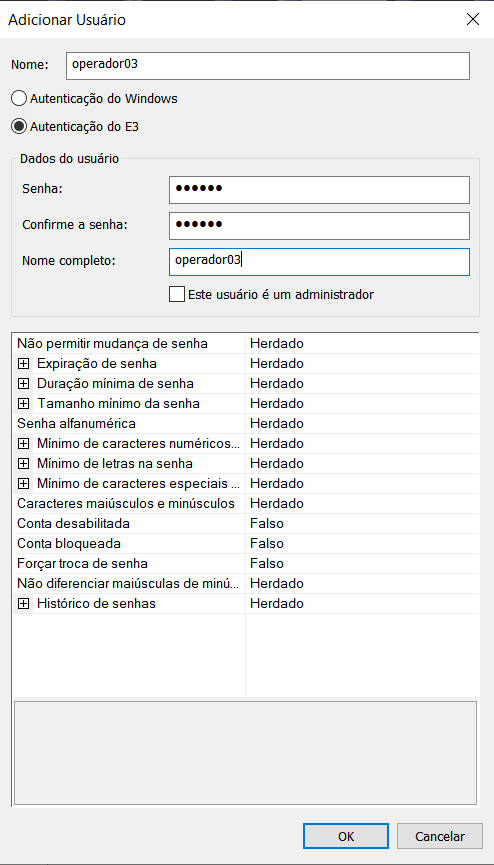 Adicionar Usuário
Nome: operador03
Autenticação do Windows
Autenticação do E3
Dados do usuário
Senha: ●●●●●●
Confirme a senha: ●●●●●●
Nome completo: operador03
Este usuário é um administrador
Não permitir mudança de senha Herdado
Expiração de senha Herdado
Duração mínima de senha Herdado
Tamanho mínimo da senha Herdado
Senha alfanumérica Herdado
Mínimo de caracteres numéricos... Herdado
Mínimo de letras na senha Herdado
Mínimo de caracteres especiais ... Herdado
Caracteres maiúsculos e minúsculos Herdado
Conta desabilitada Falso
Conta bloqueada Falso
Forçar troca de senha Falso
Não diferenciar maiúsculas de minú... Herdado
Histórico de senhas Herdado
OK Cancelar